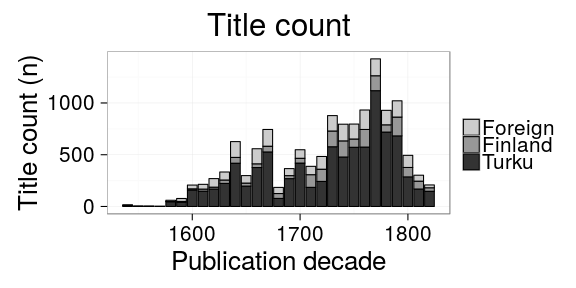 Title count
Title count (n)
1000
500
0
1600
1700
1800
Publication decade
Foreign
Finland
Turku